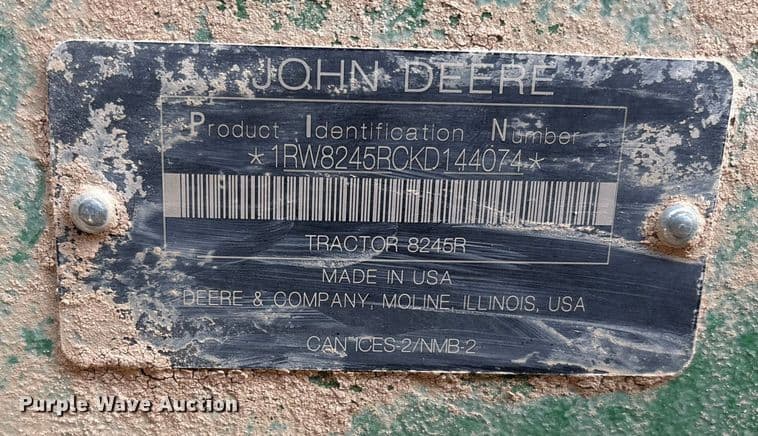 JOHN DEERE
Product Identification Number
*1RW8245RCKD144074*
TRACTOR 8245R
MADE IN USA
DEERE & COMPANY, MOLINE, ILLINOIS, USA
CAN ICES-2/NMB-2
Purple Wave Auction